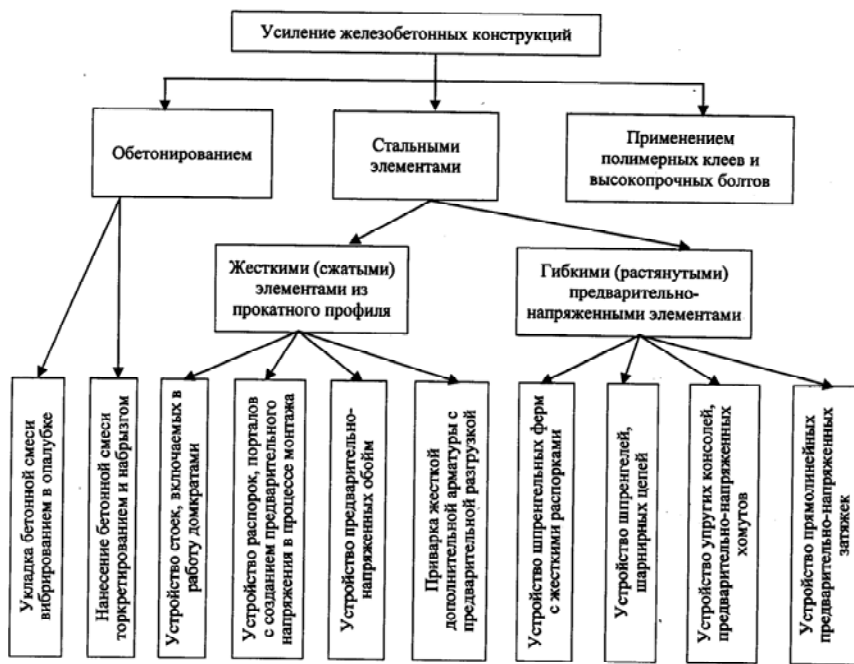 Усиление железобетонных конструкций
Обетонированием
Стальными
элементами
Применением
полимерных клеев и
высокопрочных болтов
Жесткими (сжатыми)
элементами из
прокатного профиля
Гибкими (растянутыми)
предварительно-
напряженными элементами
Укладка бетонной смеси
вибрированием в опалубке
Нанесение бетонной смеси
торкретированием и набрызгом
Устройство стоек, включаемых в
работу домкратами
Устройство распорок, порталов
с созданием предварительного
напряжения в процессе монтажа
Устройство предварительно-
напряженных обойм
Приварка жесткой
дополнительной арматуры с
предварительной разгрузкой
Устройство шпренгельных ферм
с жесткими распорками
Устройство шпренгелей,
шарнирных цепей
Устройство упругих консолей,
предварительно-напряженных
хомутов
Устройство прямолинейных
предварительно-напряженных
затяжек